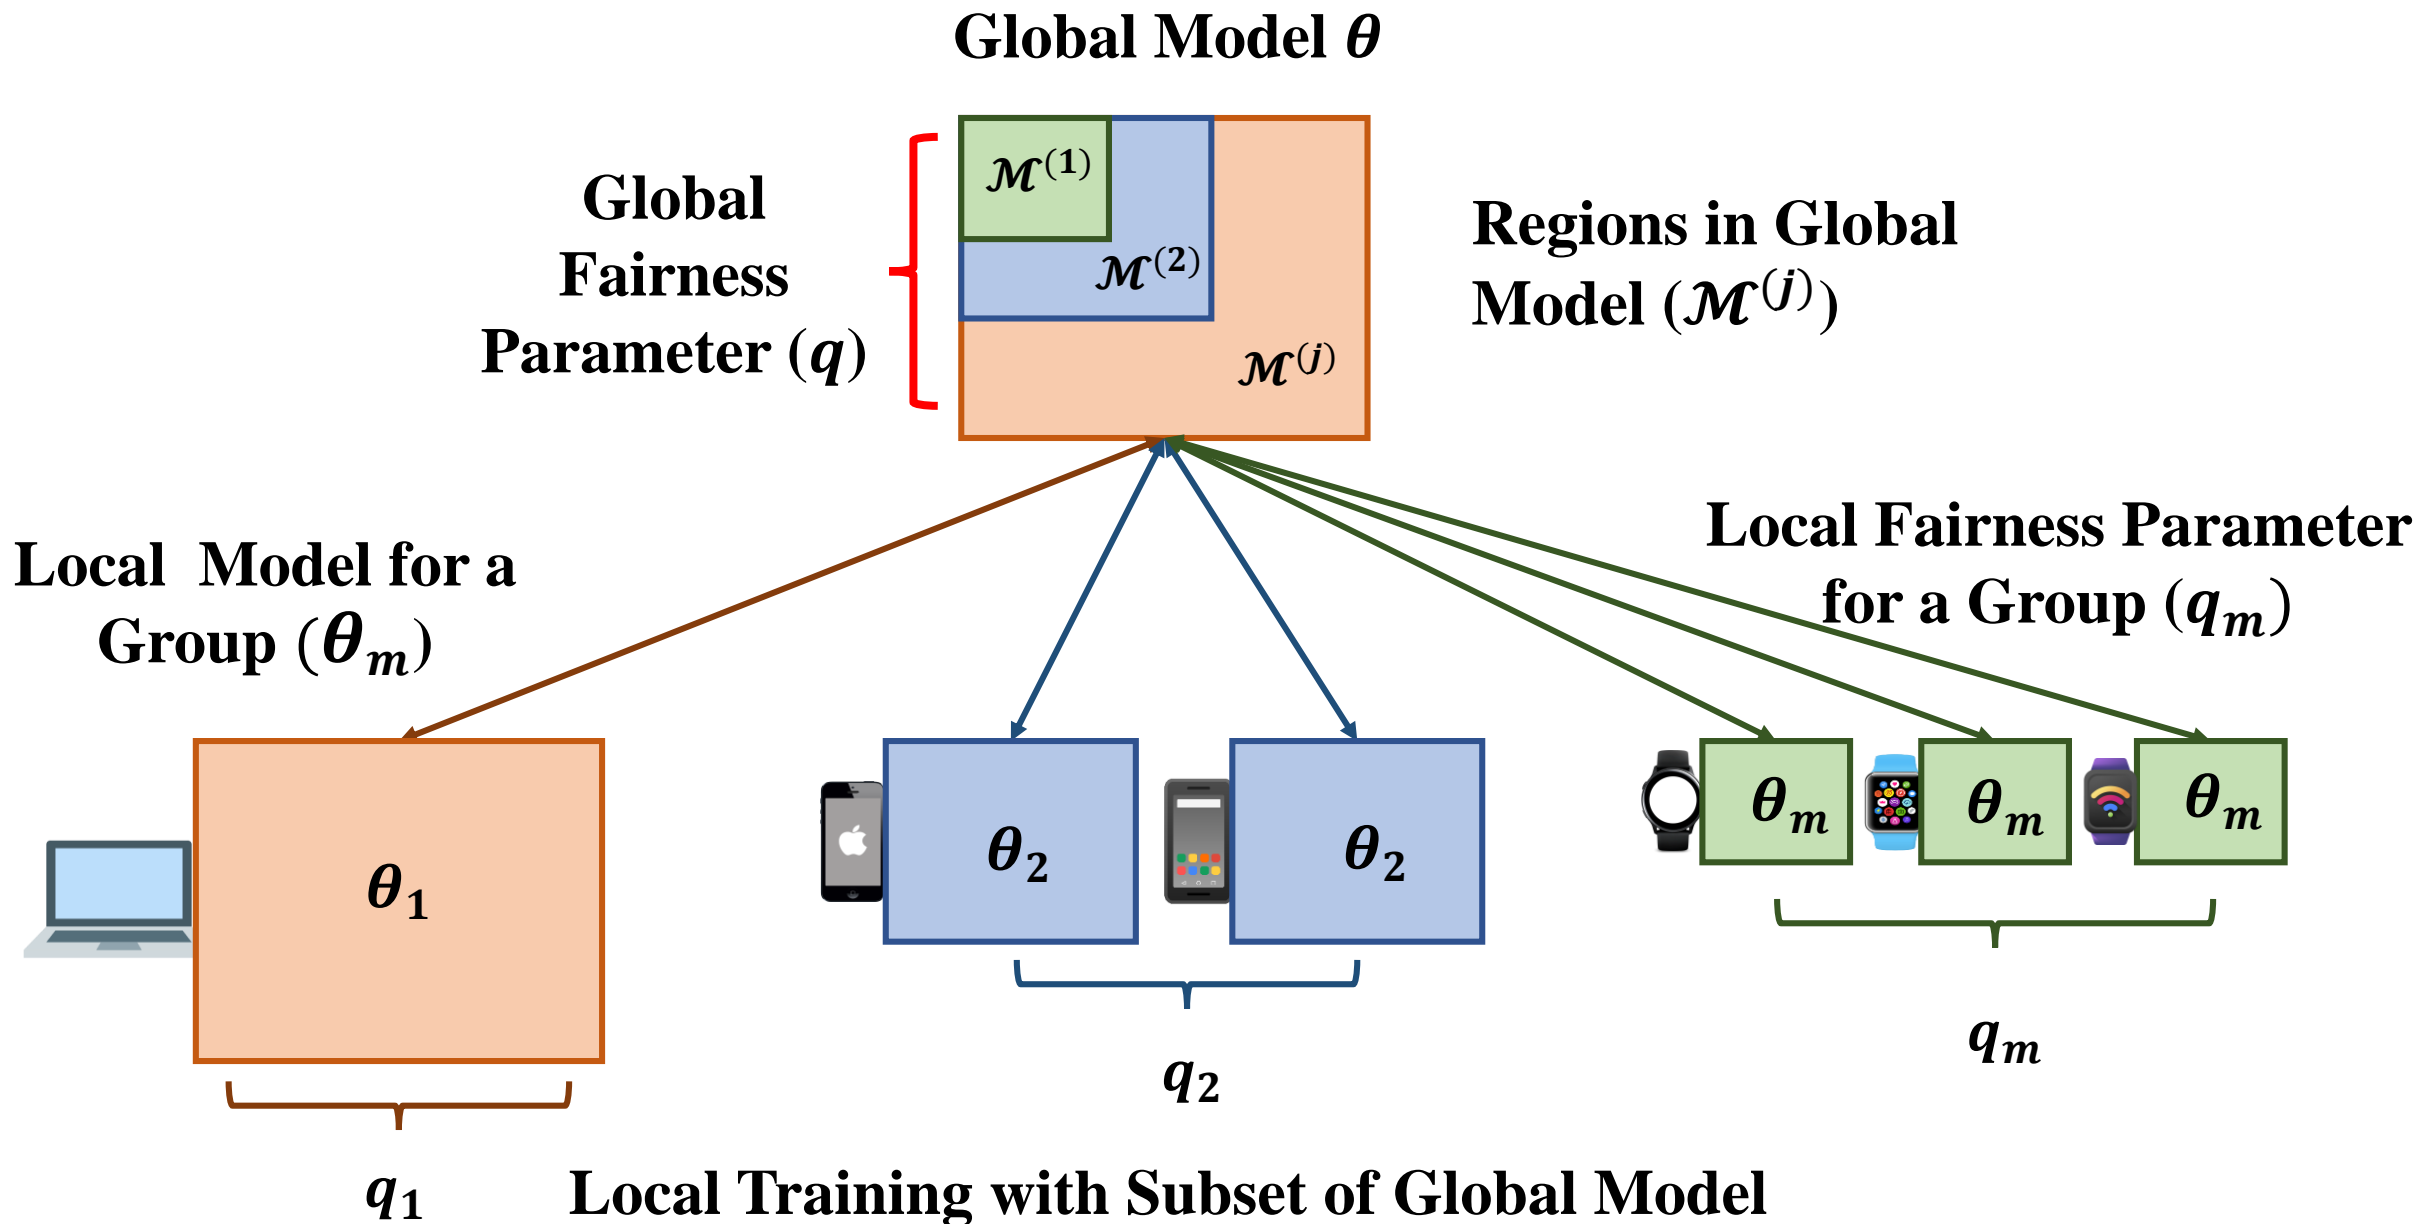 Global Model θ
Global
Fairness
Parameter (q)
ℳ(1)
ℳ(2)
ℳ(j)
Regions in Global
Model (ℳ(j))
Local Model for a
Group (θm)
Local Fairness Parameter
for a Group (qm)
θ1
θ2
θ2
θm
θm
θm
q1
q2
qm
Local Training with Subset of Global Model